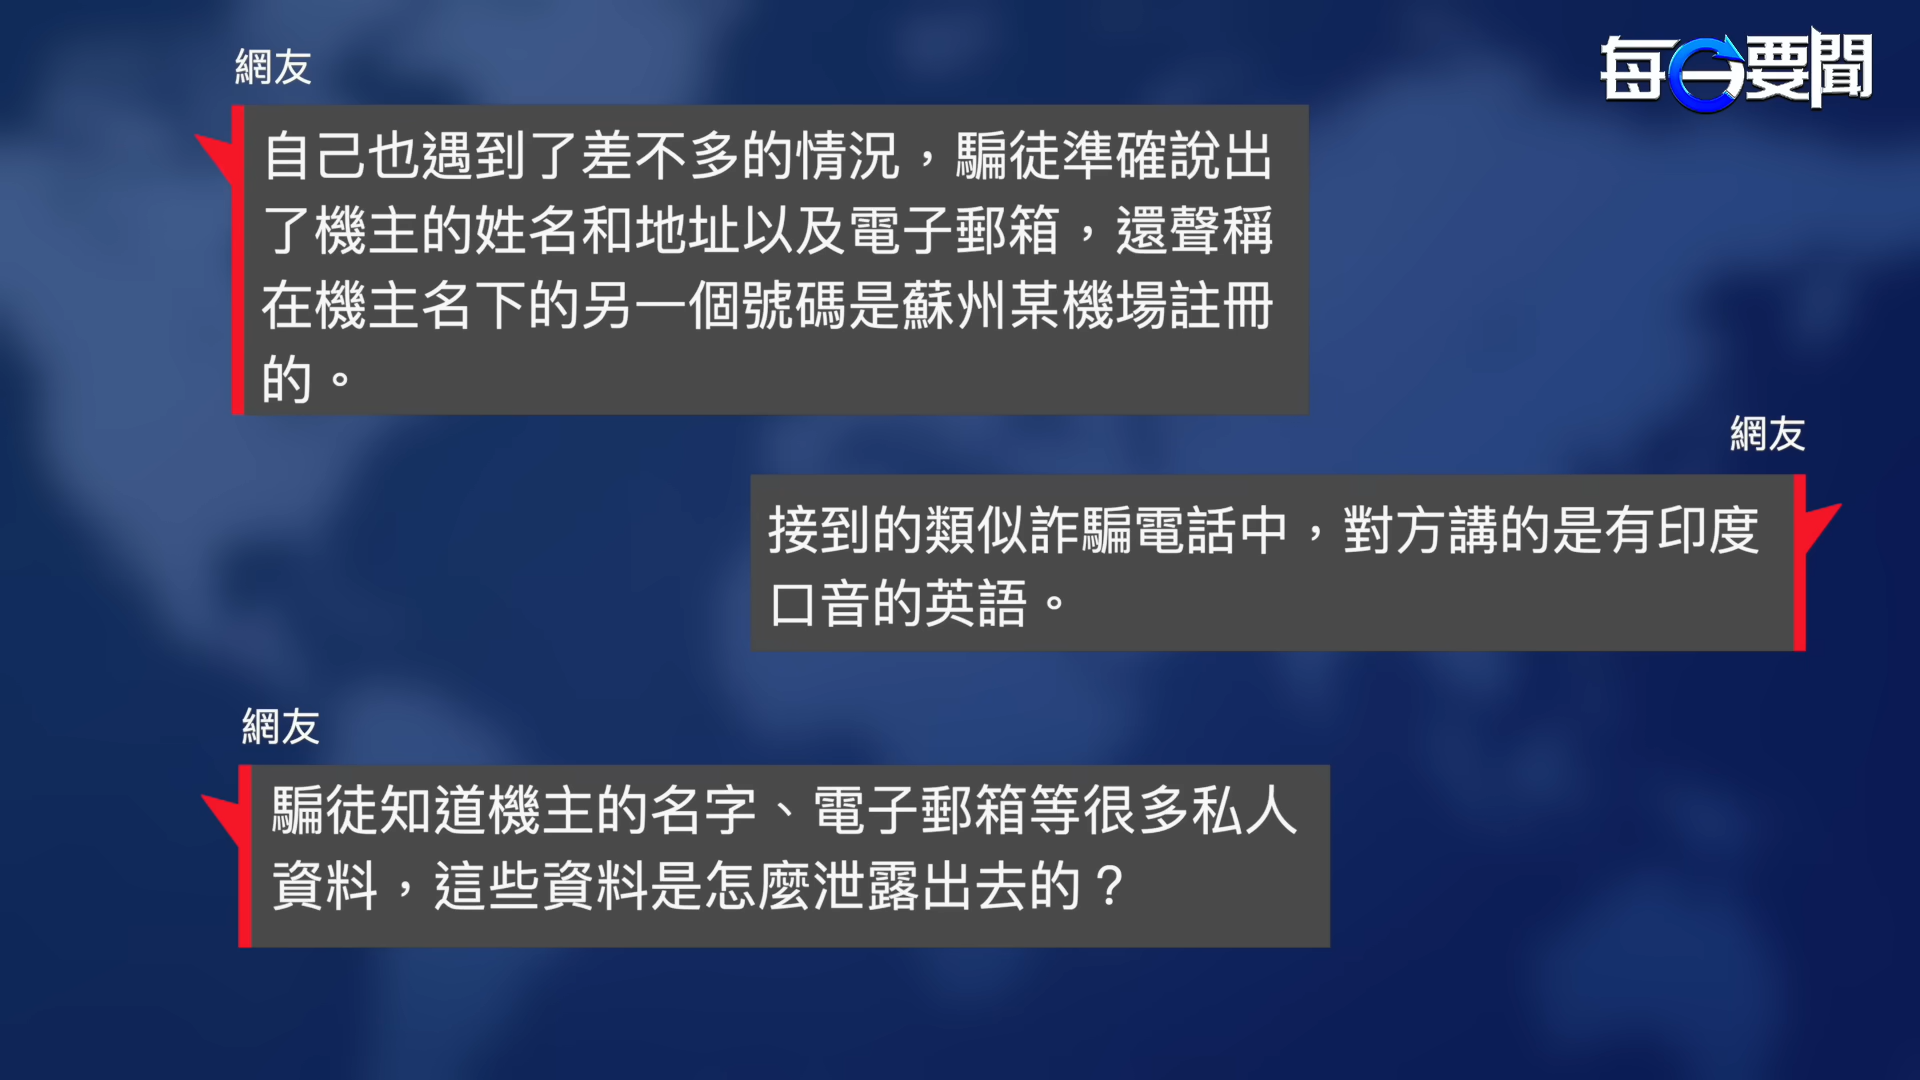 每日要聞
網友
自己也遇到了差不多的情況，騙徒準確說出
了機主的姓名和地址以及電子郵箱，還聲稱
在機主名下的另一個號碼是蘇州某機場註冊
的。
網友
接到的類似詐騙電話中，對方講的是有印度
口音的英語。
網友
騙徒知道機主的名字、電子郵箱等很多私人
資料，這些資料是怎麼泄露出去的？